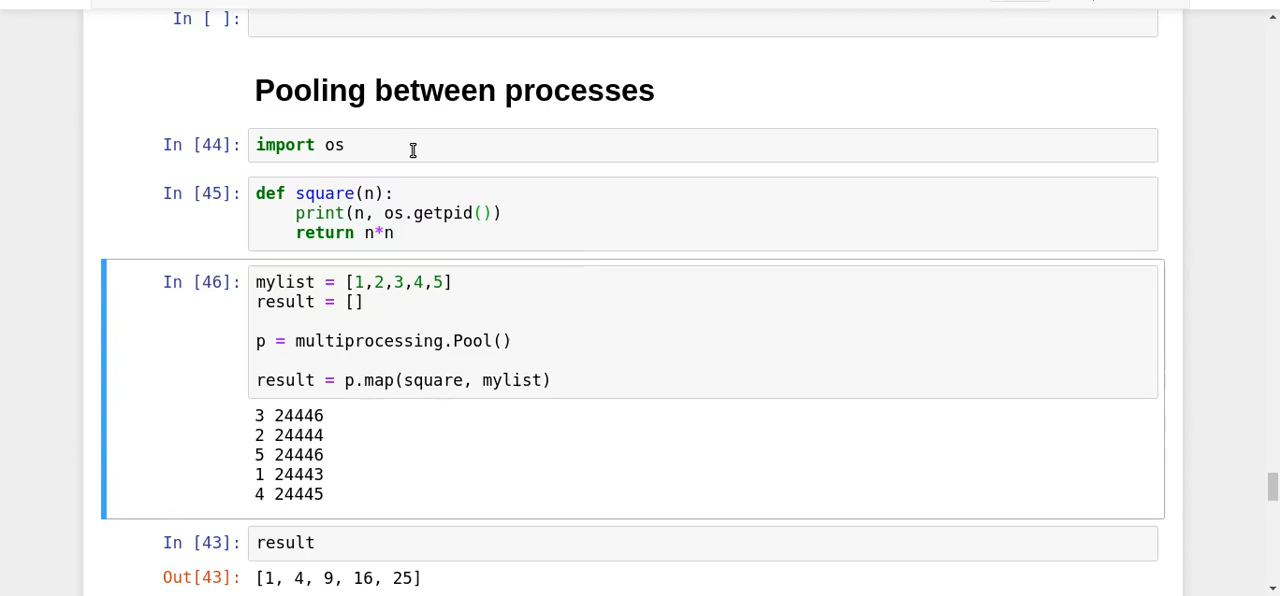 In [ ]:
Pooling between processes
In [44]: import os
In [45]: def square(n):
    print(n, os.getpid())
    return n*n
In [46]: mylist = [1,2,3,4,5]
result = []
p = multiprocessing.Pool()
result = p.map(square, mylist)
3 24446
2 24444
5 24446
1 24443
4 24445
In [43]: result
Out[43]: [1, 4, 9, 16, 25]